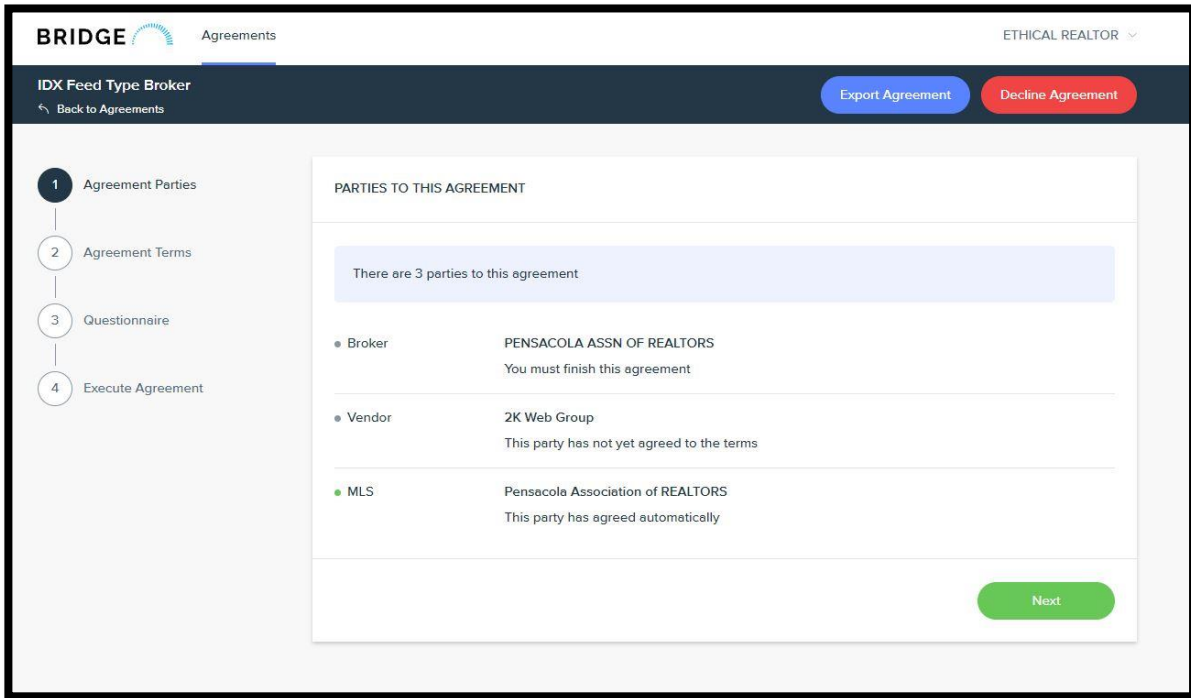 BRIDGE Agreements ETHICAL REALTOR
IDX Feed Type Broker
Back to Agreements
Export Agreement Decline Agreement
1 Agreement Parties
2 Agreement Terms
3 Questionnaire
4 Execute Agreement
PARTIES TO THIS AGREEMENT
There are 3 parties to this agreement
Broker PENSACOLA ASSN OF REALTORS
You must finish this agreement
Vendor 2K Web Group
This party has not yet agreed to the terms
MLS Pensacola Association of REALTORS
This party has agreed automatically
Next